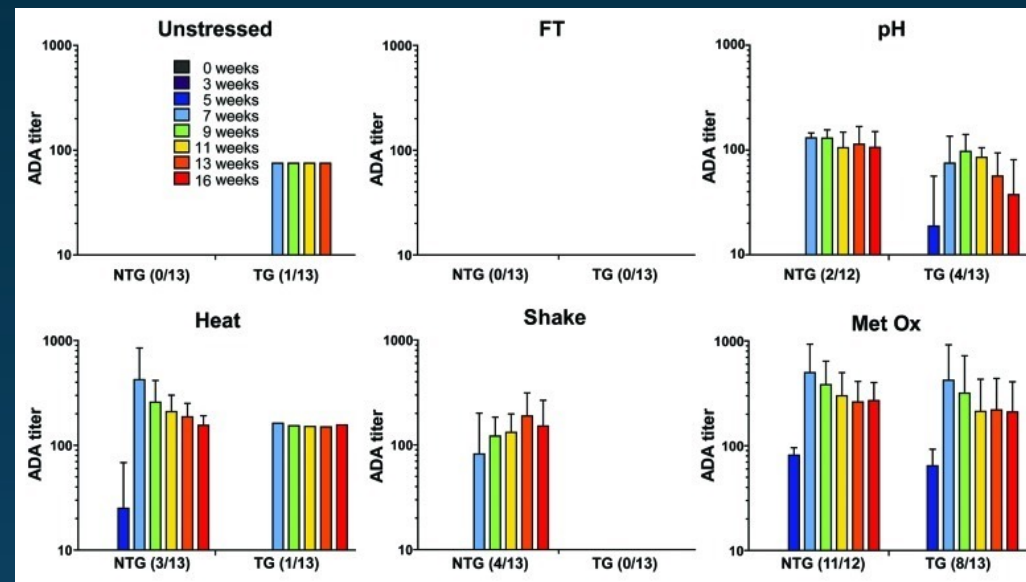 Unstressed
1000
100
10
ADA titer
0 weeks
3 weeks
5 weeks
7 weeks
9 weeks
11 weeks
13 weeks
16 weeks
NTG (0/13) TG (1/13)
FT
1000
100
10
ADA titer
NTG (0/13) TG (0/13)
pH
1000
100
10
ADA titer
NTG (2/12) TG (4/13)
Heat
1000
100
10
ADA titer
NTG (3/13) TG (1/13)
Shake
1000
100
10
ADA titer
NTG (4/13) TG (0/13)
Met Ox
1000
100
10
ADA titer
NTG (11/12) TG (8/13)